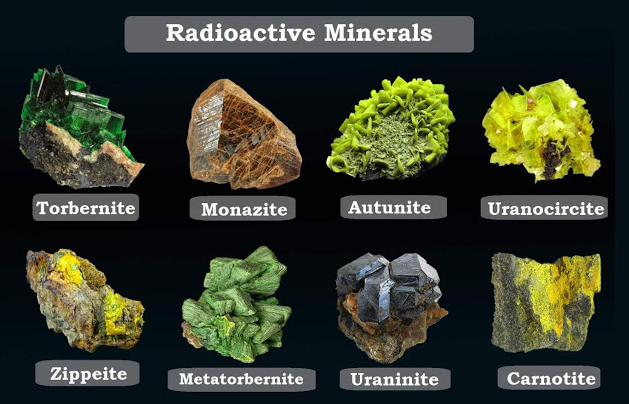 Radioactive Minerals
Torbernite
Monazite
Autunite
Uranocircite
Zippeite
Metatorbernite
Uraninite
Carnotite